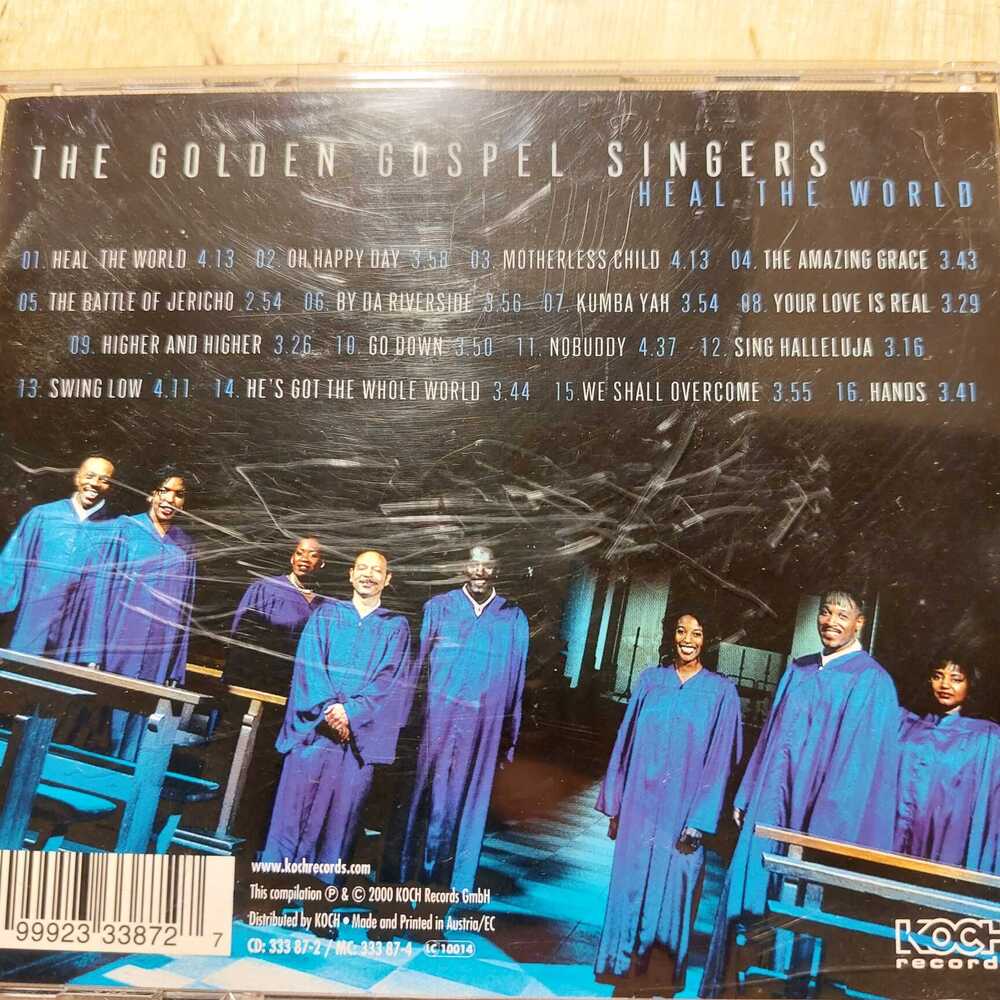 THE GOLDEN GOSPEL SINGERS
HEAL THE WORLD
01. HEAL THE WORLD 4.13 02. OH HAPPY DAY 3.58 03. MOTHERLESS CHILD 4.13 04. THE AMAZING GRACE 3.43
05. THE BATTLE OF JERICHO 2.54 06. BY DA RIVERSIDE 3.56 07. KUMBA YAH 3.54 08. YOUR LOVE IS REAL 3.29
09. HIGHER AND HIGHER 3.26 10. GO DOWN 3.50 11. NOBUDDY 4.37 12. SING HALLELUJA 3.16
13. SWING LOW 4.11 14. HE'S GOT THE WHOLE WORLD 3.44 15. WE SHALL OVERCOME 3.55 16. HANDS 3.41
www.kochrecords.com
This compilation ℗ & © 2000 KOCH Records GmbH
Distributed by KOCH • Made and Printed in Austria/EC
CD: 333 87-2 / MC: 333 87-4 LC 10014
99923 33872 7
KOCH
record